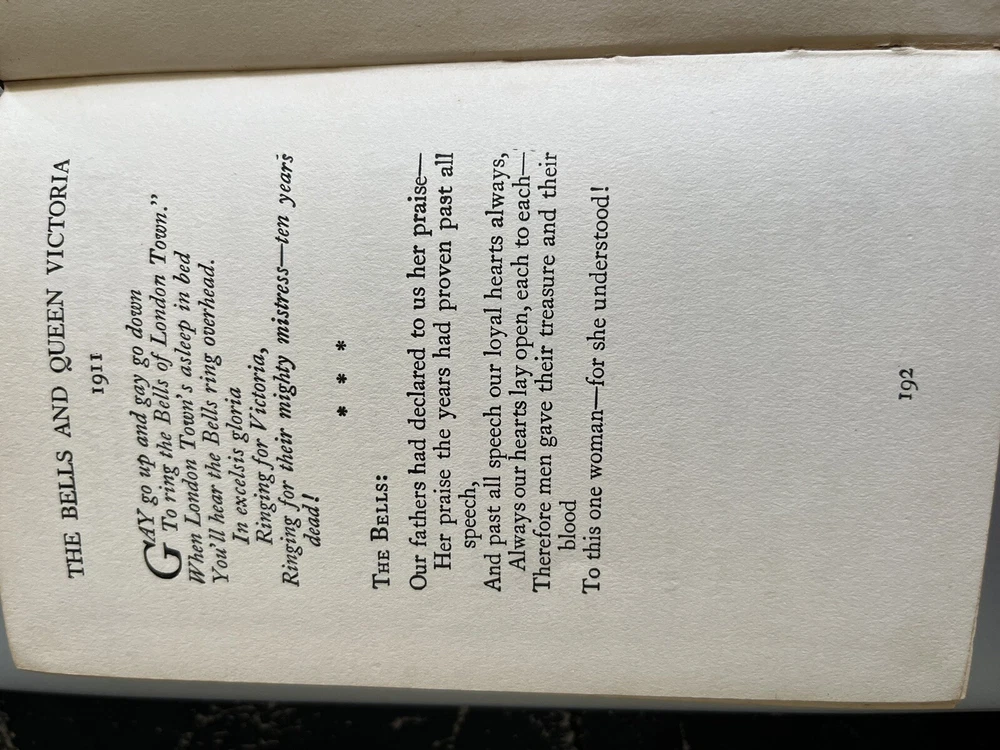 THE BELLS AND QUEEN VICTORIA
1911
GAY go up and gay go down
To ring the Bells of London Town."
When London Town's asleep in bed
You'll hear the Bells ring overhead.
In excelsis gloria
Ringing for Victoria,
Ringing for their mighty mistress—ten years
dead!
* * *
THE BELLS:
Our fathers had declared to us her praise—
Her praise the years had proven past all
speech,
And past all speech our loyal hearts always,
Always our hearts lay open, each to each—
Therefore men gave their treasure and their
blood
To this one woman—for she understood!
192